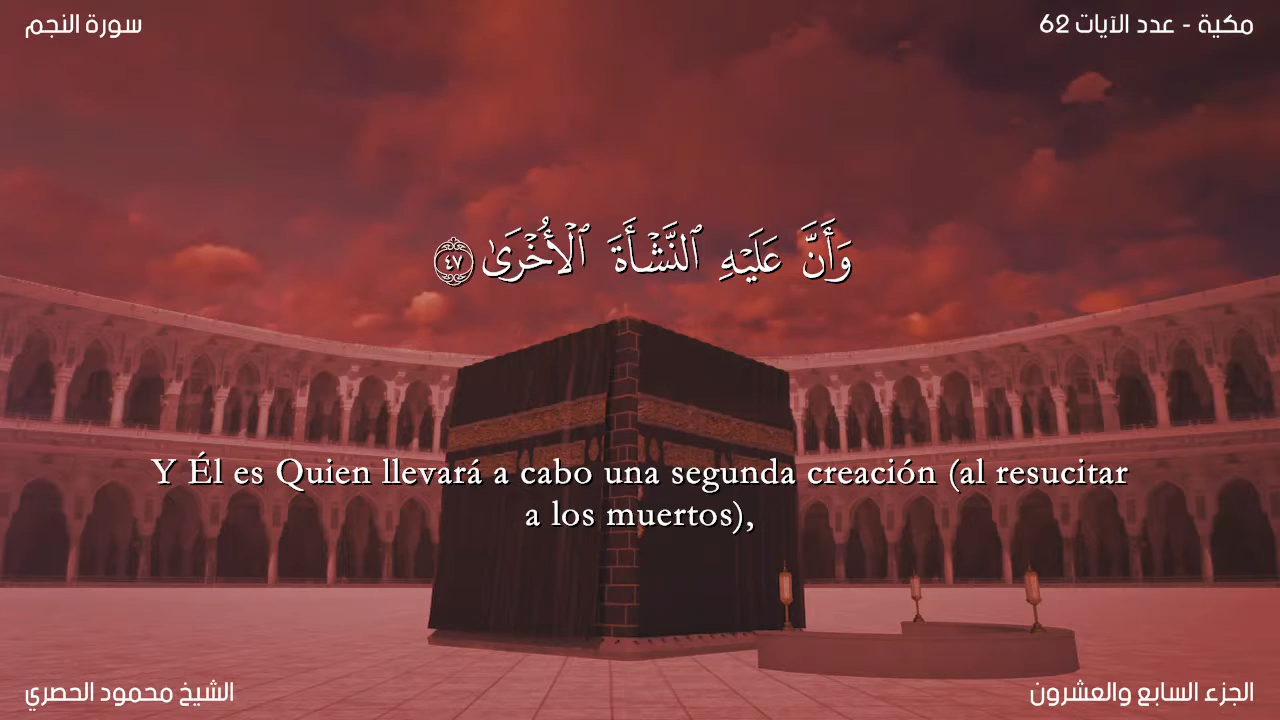 سورة النجم
مكية - عدد الآيات 62
وَأَنَّ عَلَيْهِ ٱلنَّشْأَةَ ٱلْأُخْرَىٰ ٤٧
Y Él es Quien llevará a cabo una segunda creación (al resucitar
a los muertos),
الشيخ محمود الحصري
الجزء السابع والعشرون